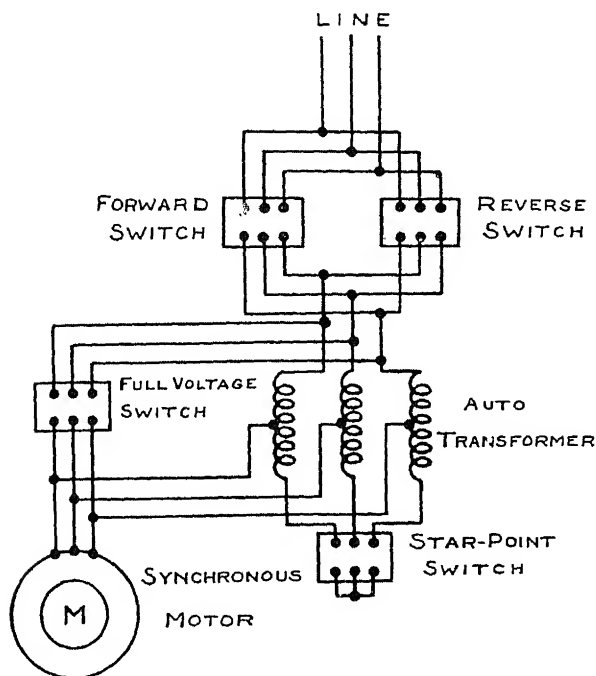 LINE
FORWARD
SWITCH
REVERSE
SWITCH
FULL VOLTAGE
SWITCH
AUTO
TRANSFORMER
STAR-POINT
SWITCH
SYNCHRONOUS
MOTOR
M